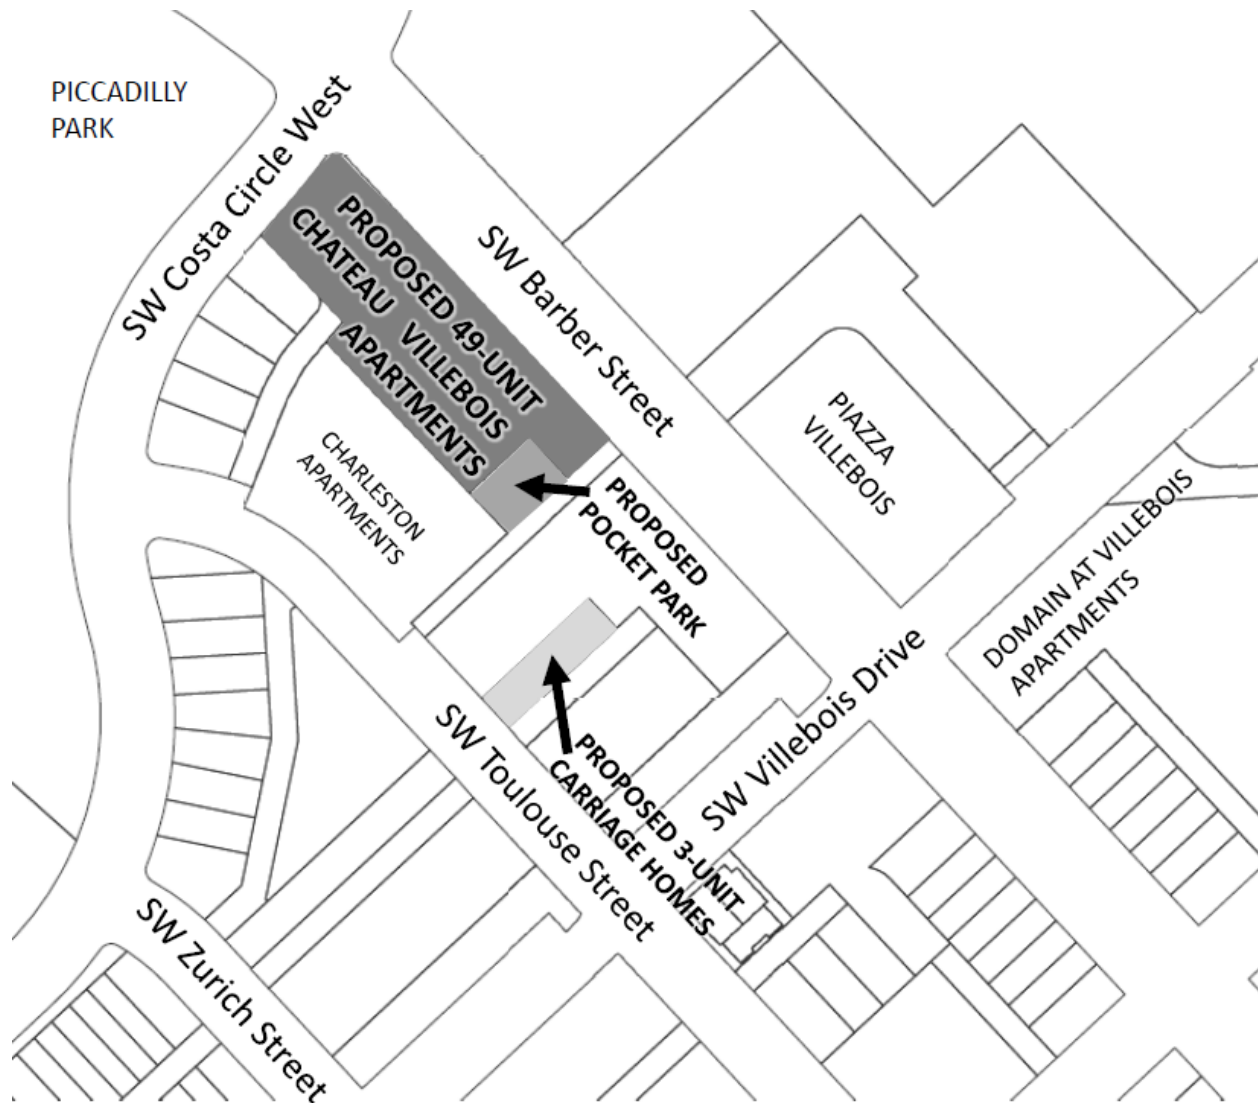 PICCADILLY
PARK
SW Costa Circle West
PROPOSED 49-UNIT
CHATEAU VILLEBOIS
APARTMENTS
SW Barber Street
PIAZZA
VILLEBOIS
CHARLESTON
APARTMENTS
PROPOSED
POCKET PARK
DOMAIN AT VILLEBOIS
APARTMENTS
SW Villebois Drive
SW Toulouse Street
PROPOSED 3-UNIT
CARRIAGE HOMES
SW Zurich Street